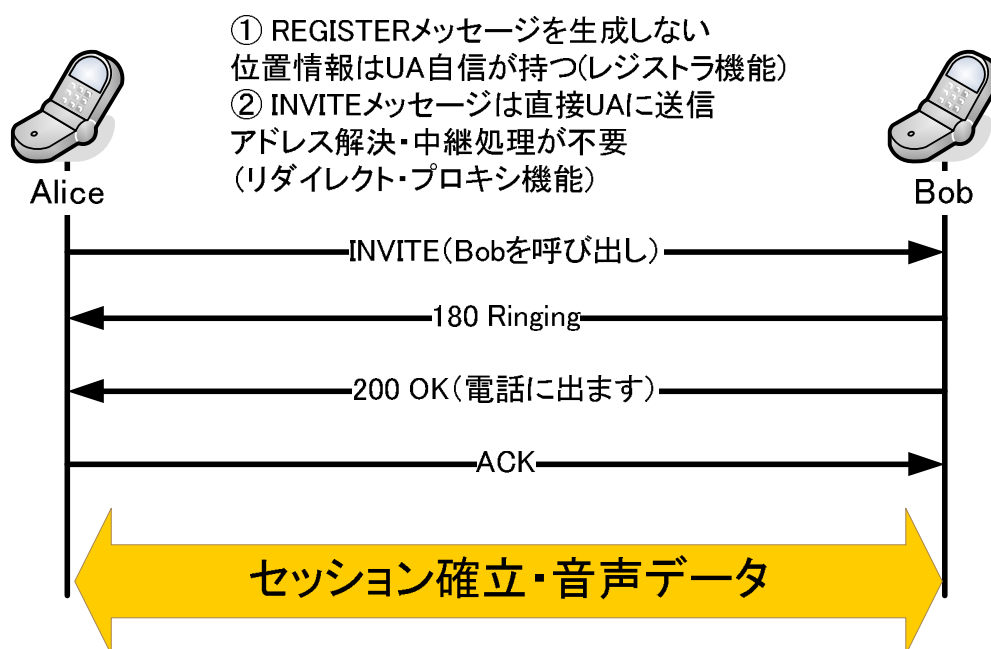 ① REGISTERメッセージを生成しない
位置情報はUA自信が持つ(レジストラ機能)
② INVITEメッセージは直接UAに送信
アドレス解決・中継処理が不要
(リダイレクト・プロキシ機能)
Alice
Bob
INVITE(Bobを呼び出し)
180 Ringing
200 OK(電話に出ます)
ACK
セッション確立・音声データ